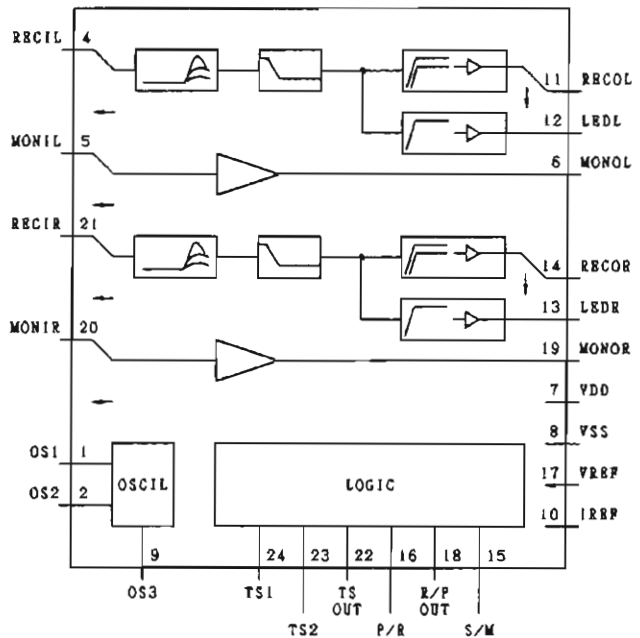 RECIL 4
11 RECOL
12 LEDL
MONIL 5
6 MONOL
RECIR 21
14 RECOR
13 LEDR
MONIR 20
19 MONOR
7 VDD
8 VSS
OS1 1
OSCIL
LOGIC
17 VREF
OS2 2
10 IREF
9 24 23 22 16 18 15
OS3 TS1 TS OUT R/P OUT
TS2 P/R S/M